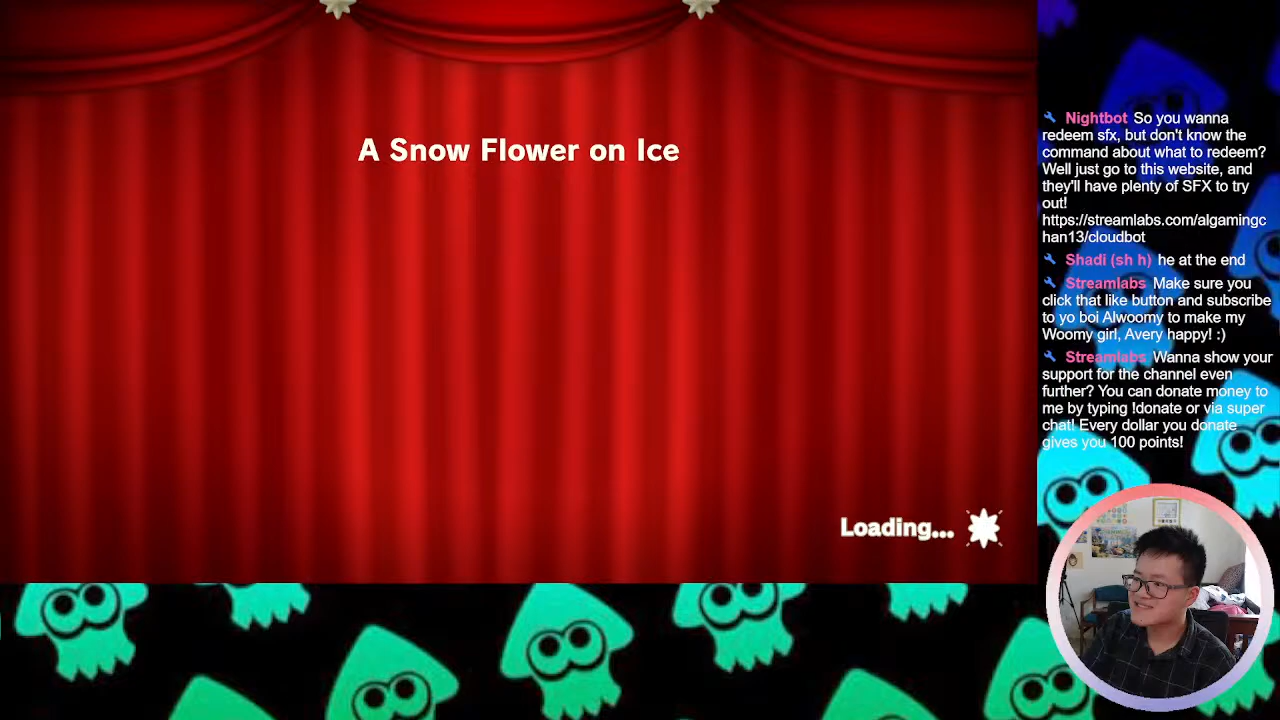 A Snow Flower on Ice
Loading...
Nightbot So you wanna
redeem sfx, but don't know the
command about what to redeem?
Well just go to this website, and
they'll have plenty of SFX to try
out!
https://streamlabs.com/algamingc
han13/cloudbot
Shadi (sh h) he at the end
Streamlabs Make sure you
click that like button and subscribe
to yo boi Alwoomy to make my
Woomy girl, Avery happy! :)
Streamlabs Wanna show your
support for the channel even
further? You can donate money to
me by typing !donate or via super
chat! Every dollar you donate
gives you 100 points!